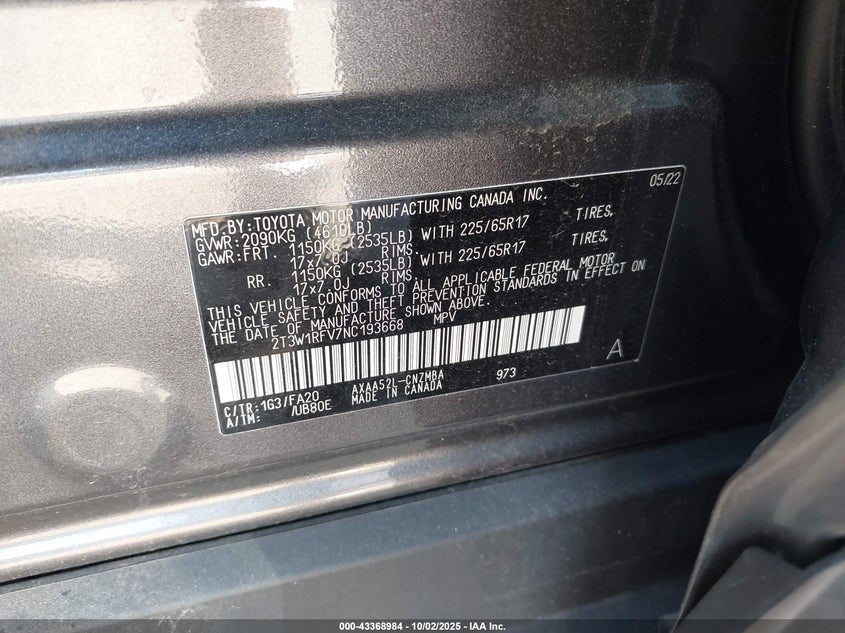 05/22
MFD.BY:TOYOTA MOTOR MANUFACTURING CANADA INC.
GVWR:2090KG (4610LB)
GAWR:FRT. 1150KG (2535LB) WITH 225/65R17 TIRES,
17x7.0J RIMS.
RR. 1150KG (2535LB) WITH 225/65R17 TIRES,
17x7.0J RIMS
THIS VEHICLE CONFORMS TO ALL APPLICABLE FEDERAL MOTOR
VEHICLE SAFETY AND THEFT PREVENTION STANDARDS IN EFFECT ON
THE DATE OF MANUFACTURE SHOWN ABOVE.
2T3W1RFV7NC193668 MPV
A
C/TR:1G3/FA20 AXAA52L-CNZMBA 973
A/TM: /UB80E MADE IN CANADA
000-43368984 | 10/02/2025 - IAA Inc.